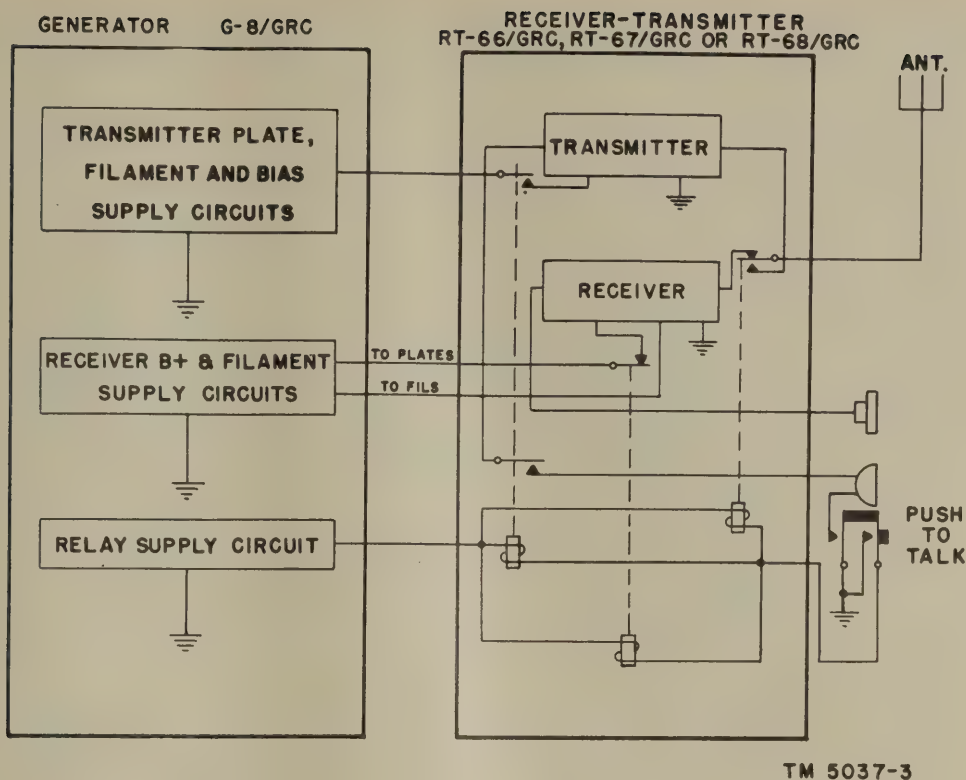 GENERATOR G-8/GRC
RECEIVER-TRANSMITTER
RT-66/GRC, RT-67/GRC OR RT-68/GRC
ANT.
TRANSMITTER PLATE,
FILAMENT AND BIAS
SUPPLY CIRCUITS
TRANSMITTER
RECEIVER
RECEIVER B+ & FILAMENT
SUPPLY CIRCUITS
TO PLATES
TO FILS
RELAY SUPPLY CIRCUIT
PUSH
TO
TALK
TM 5037-3